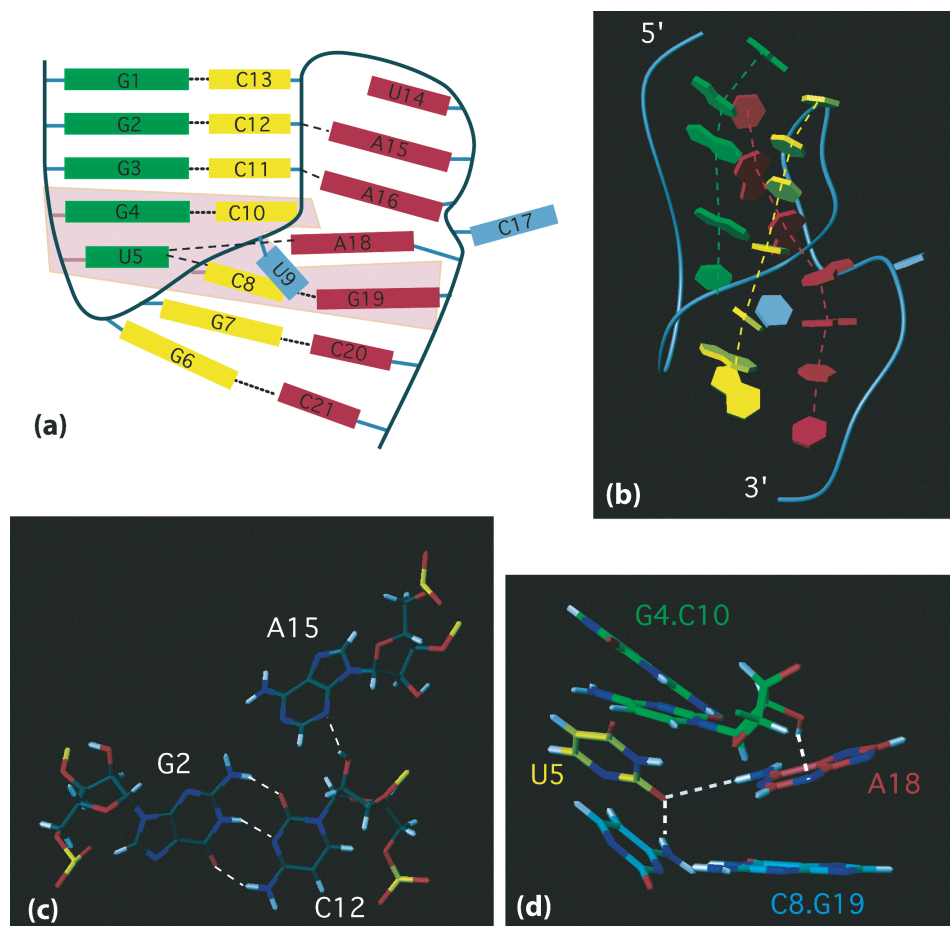 G1 C13
U14
G2 C12
A15
G3 C11
A16
G4 C10
C17
U5 A18
C8 U9
G19
G7
C20
G6
C21
(a)
5'
3'
(b)
A15
G2
C12
(c)
G4.C10
U5
A18
C8.G19
(d)